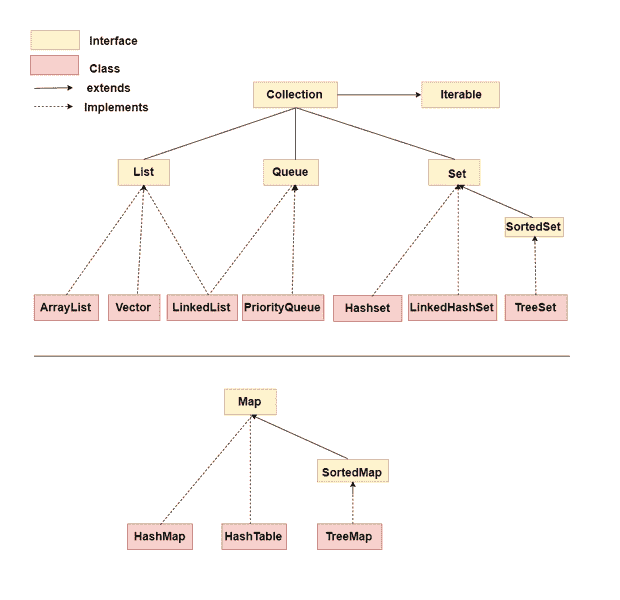 Interface
Class
extends
Implements
Collection
Iterable
List
Queue
Set
SortedSet
ArrayList
Vector
LinkedList
PriorityQueue
Hashset
LinkedHashSet
TreeSet
Map
SortedMap
HashMap
HashTable
TreeMap